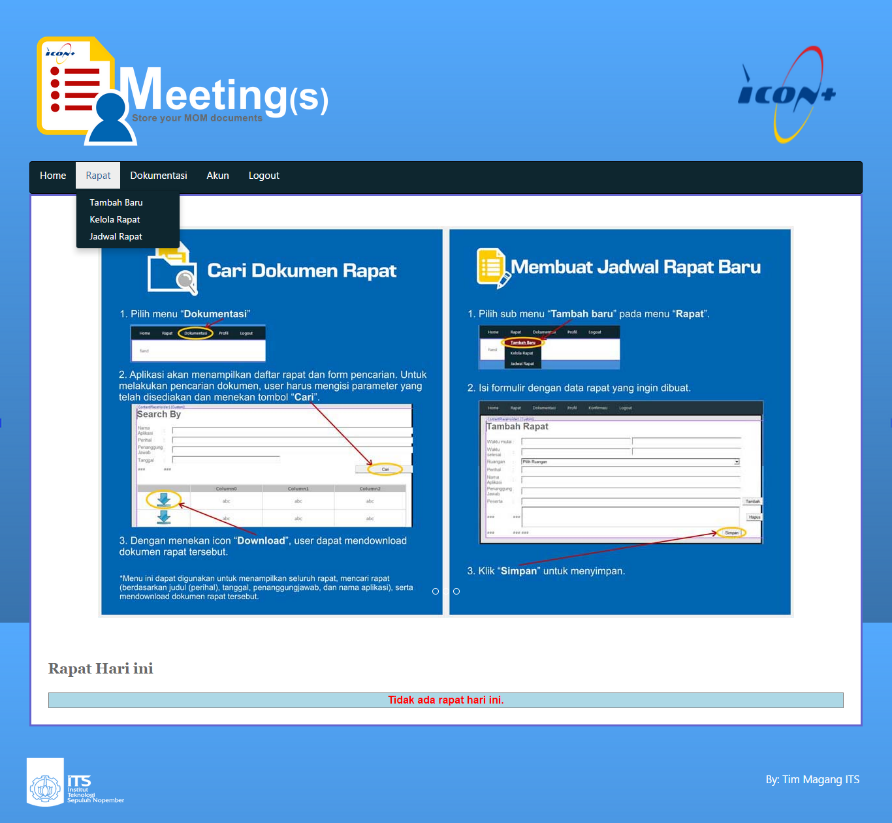 ICON+
Meeting(s)
Store your MOM documents
ICON+
Home Rapat Dokumentasi Akun Logout
Tambah Baru
Kelola Rapat
Jadwal Rapat
Cari Dokumen Rapat
1. Pilih menu "Dokumentasi"
Home Rapat Dokumentasi Profil Logout
2. Aplikasi akan menampilkan daftar rapat dan form pencarian. Untuk
melakukan pencarian dokumen, user harus mengisi parameter yang
telah disediakan dan menekan tombol "Cari".
Search By
Nama
Aplikasi
Perihal
Penanggung
Jawab
Tanggal
Cari
Column0 Column1 Column2
abc abc abc
abc abc abc
3. Dengan menekan icon "Download", user dapat mendownload
dokumen rapat tersebut.
*Menu ini dapat digunakan untuk menampilkan seluruh rapat, mencari rapat
(berdasarkan judul (perihal), tanggal, penanggungjawab, dan nama aplikasi), serta
mendownload dokumen rapat tersebut.
Membuat Jadwal Rapat Baru
1. Pilih sub menu "Tambah baru" pada menu "Rapat".
Home Rapat Dokumentasi Profil Logout
Tambah Baru
Kelola Rapat
Jadwal Rapat
2. Isi formulir dengan data rapat yang ingin dibuat.
Home Rapat Dokumentasi Profil Konfirmasi Logout
Tambah Rapat
Waktu mulai
Waktu
selesai
Ruangan Pilih Ruangan
Perihal
Nama
Aplikasi
Penanggung
Jawab
Peserta Tambah
Hapus
Simpan
3. Klik "Simpan" untuk menyimpan.
Rapat Hari ini
Tidak ada rapat hari ini.
ITS
Institut
Teknologi
Sepuluh Nopember
By: Tim Magang ITS